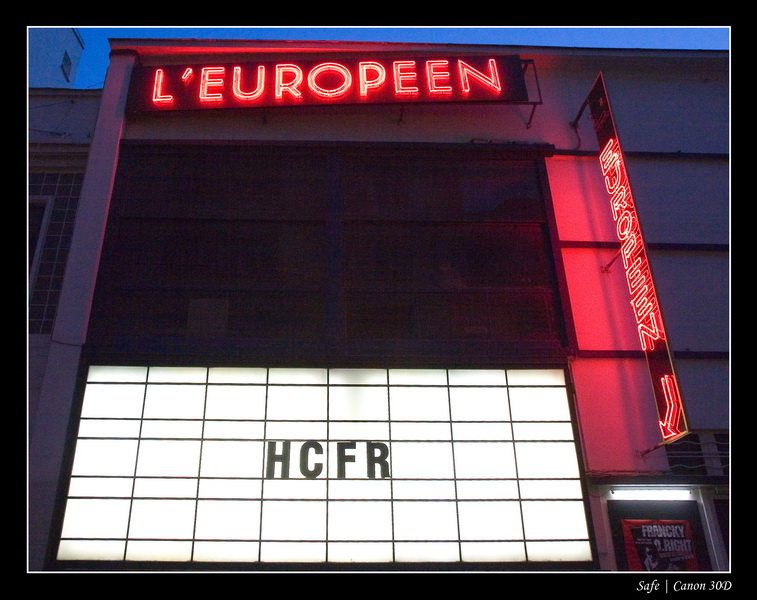 L'EUROPEEN
EUROPEEN
HCFR
FRANCKY
O.RIGHT
Safe | Canon 30D